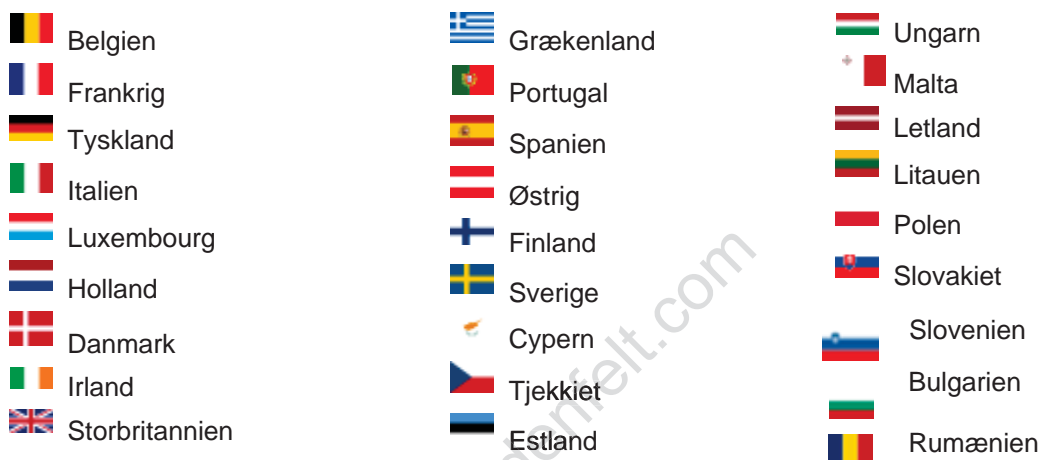 Belgien
Frankrig
Tyskland
Italien
Luxembourg
Holland
Danmark
Irland
Storbritannien
Grækenland
Portugal
Spanien
Østrig
Finland
Sverige
Cypern
Tjekkiet
Estland
Ungarn
Malta
Letland
Litauen
Polen
Slovakiet
Slovenien
Bulgarien
Rumænien